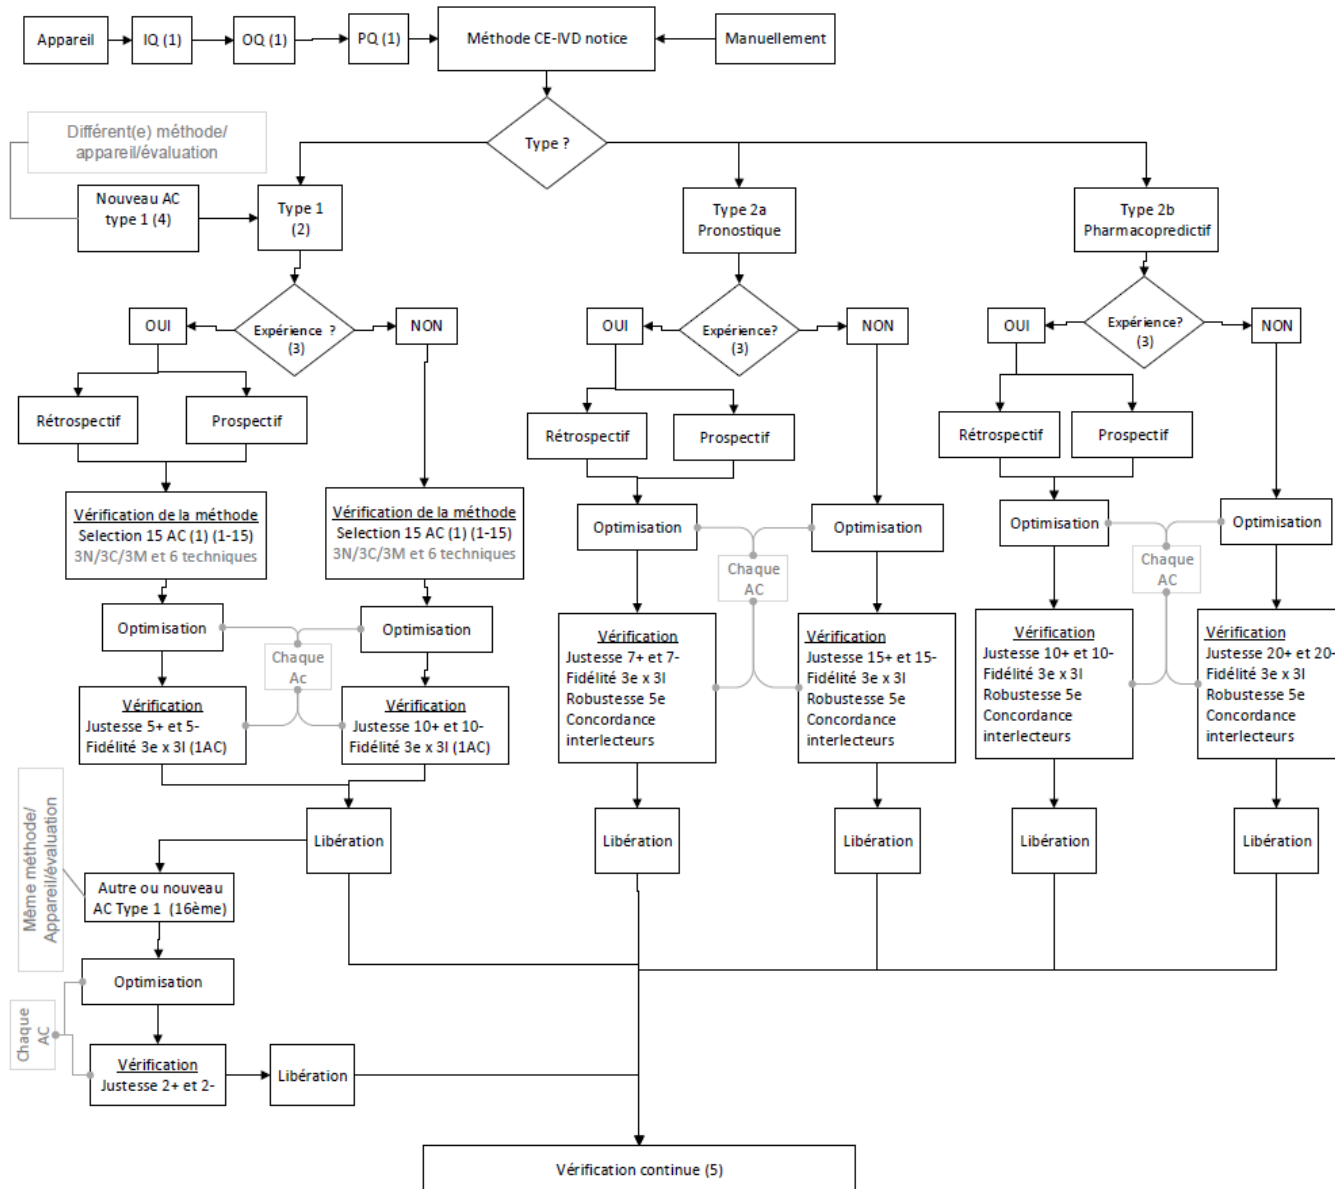 Appareil
IQ (1)
OQ (1)
PQ (1)
Méthode CE-IVD notice
Manuellement
Différent(e) méthode/
appareil/évaluation
Type ?
Nouveau AC
type 1 (4)
Type 1
(2)
Type 2a
Pronostique
Type 2b
Pharmacopredictif
OUI
Expérience ?
(3)
NON
OUI
Expérience?
(3)
NON
OUI
Expérience?
(3)
NON
Rétrospectif
Prospectif
Rétrospectif
Prospectif
Rétrospectif
Prospectif
Vérification de la méthode
Selection 15 AC (1) (1-15)
3N/3C/3M et 6 techniques
Vérification de la méthode
Selection 15 AC (1) (1-15)
3N/3C/3M et 6 techniques
Optimisation
Optimisation
Optimisation
Optimisation
Chaque
AC
Chaque
AC
Optimisation
Optimisation
Chaque
Ac
Vérification
Justesse 5+ et 5-
Fidélité 3e x 3I (1AC)
Vérification
Justesse 10+ et 10-
Fidélité 3e x 3I (1AC)
Vérification
Justesse 7+ et 7-
Fidélité 3e x 3I
Robustesse 5e
Concordance
interlecteurs
Vérification
Justesse 15+ et 15-
Fidélité 3e x 3I
Robustesse 5e
Concordance
interlecteurs
Vérification
Justesse 10+ et 10-
Fidélité 3e x 3I
Robustesse 5e
Concordance
interlecteurs
Vérification
Justesse 20+ et 20-
Fidélité 3e x 3I
Robustesse 5e
Concordance
interlecteurs
Libération
Libération
Libération
Libération
Libération
Même méthode/
Appareil/évaluation
Autre ou nouveau
AC Type 1 (16ème)
Optimisation
Chaque
AC
Vérification
Justesse 2+ et 2-
Libération
Vérification continue (5)